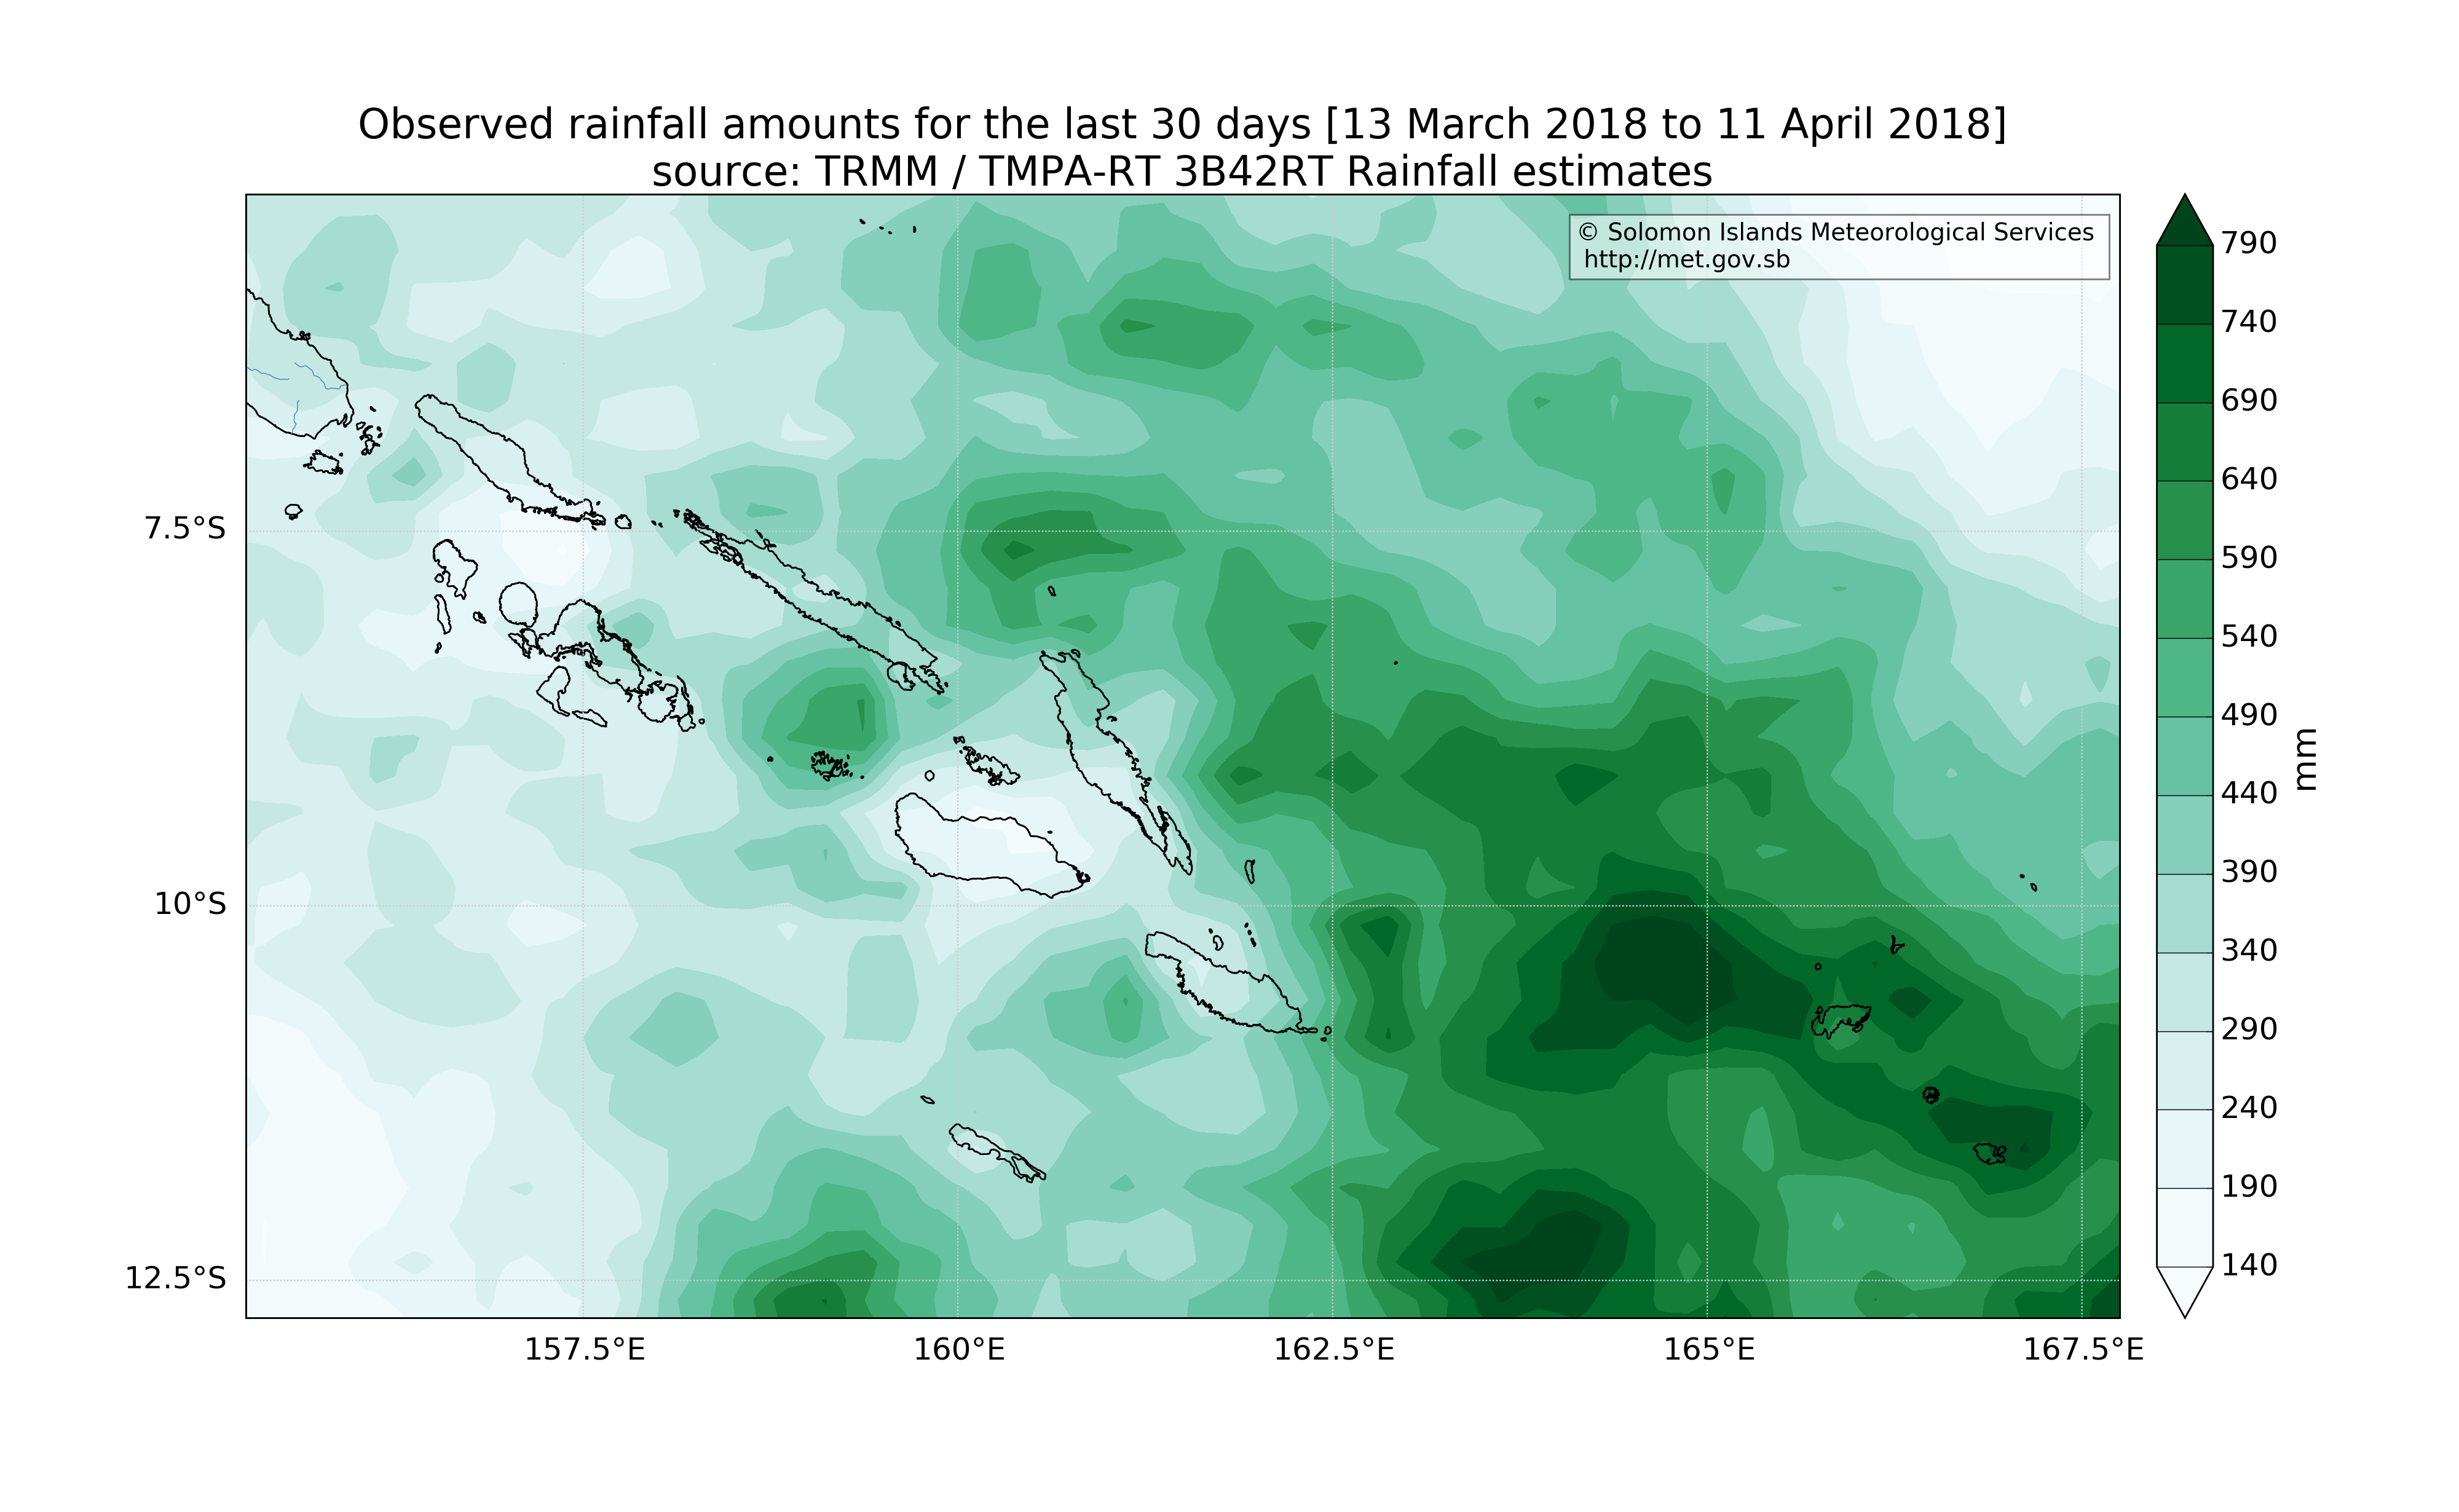 Observed rainfall amounts for the last 30 days [13 March 2018 to 11 April 2018]
source: TRMM / TMPA-RT 3B42RT Rainfall estimates
© Solomon Islands Meteorological Services
http://met.gov.sb
7.5°S
10°S
12.5°S
157.5°E
160°E
162.5°E
165°E
167.5°E
790
740
690
640
590
540
490
440
390
340
290
240
190
140
mm